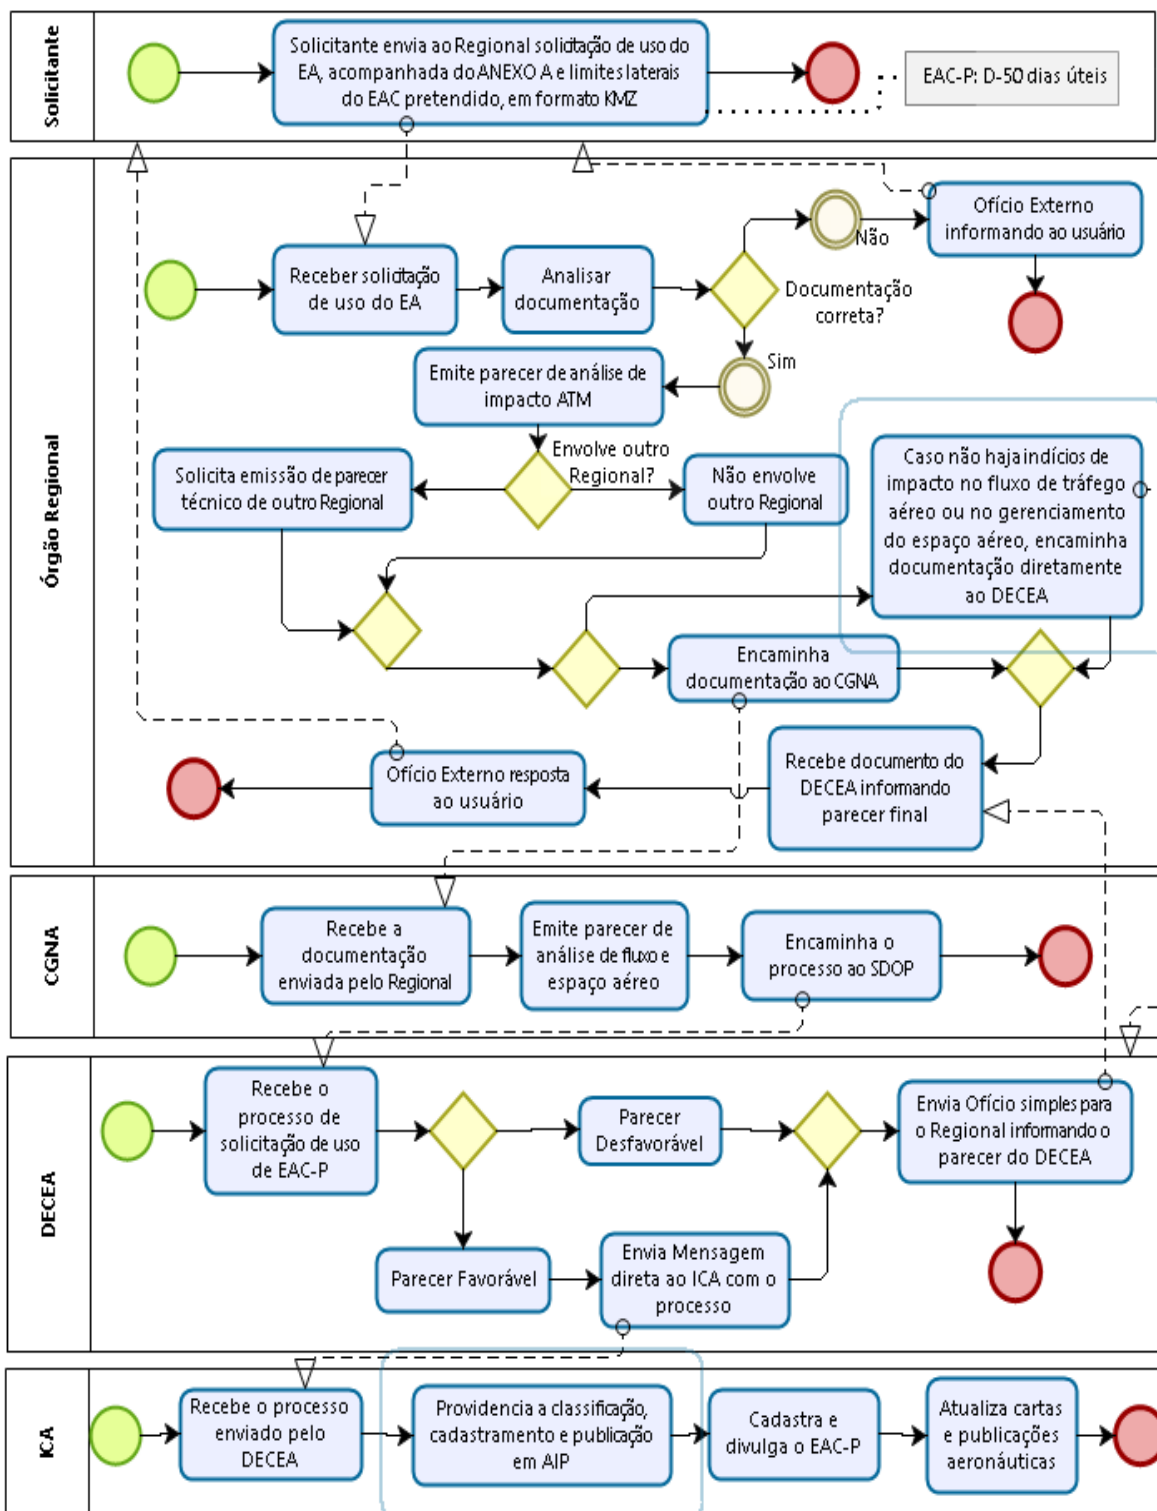 Solicitante
Solicitante envia ao Regional solicitação de uso do
EA, acompanhada do ANEXO A e limites laterais
do EAC pretendido, em formato KMZ
EAC-P: D-50 dias úteis
Órgão Regional
Receber solicitação
de uso do EA
Analisar
documentação
Documentação
correta?
Não
Ofício Externo
informando ao usuário
Sim
Emite parecer de análise de
impacto ATM
Envolve outro
Regional?
Solicita emissão de parecer
técnico de outro Regional
Não envolve
outro Regional
Caso não haja indícios de
impacto no fluxo de tráfego
aéreo ou no gerenciamento
do espaço aéreo, encaminha
documentação diretamente
ao DECEA
Encaminha
documentação ao CGNA
Recebe documento do
DECEA informando
parecer final
Ofício Externo resposta
ao usuário
CGNA
Recebe a
documentação
enviada pelo Regional
Emite parecer de
análise de fluxo e
espaço aéreo
Encaminha o
processo ao SDOP
DECEA
Recebe o
processo de
solicitação de uso
de EAC-P
Parecer
Desfavorável
Envia Ofício simples para
o Regional informando o
parecer do DECEA
Parecer Favorável
Envia Mensagem
direta ao ICA com o
processo
ICA
Recebe o processo
enviado pelo
DECEA
Providencia a classificação,
cadastramento e publicação
em AIP
Cadastra e
divulga o EAC-P
Atualiza cartas
e publicações
aeronáuticas